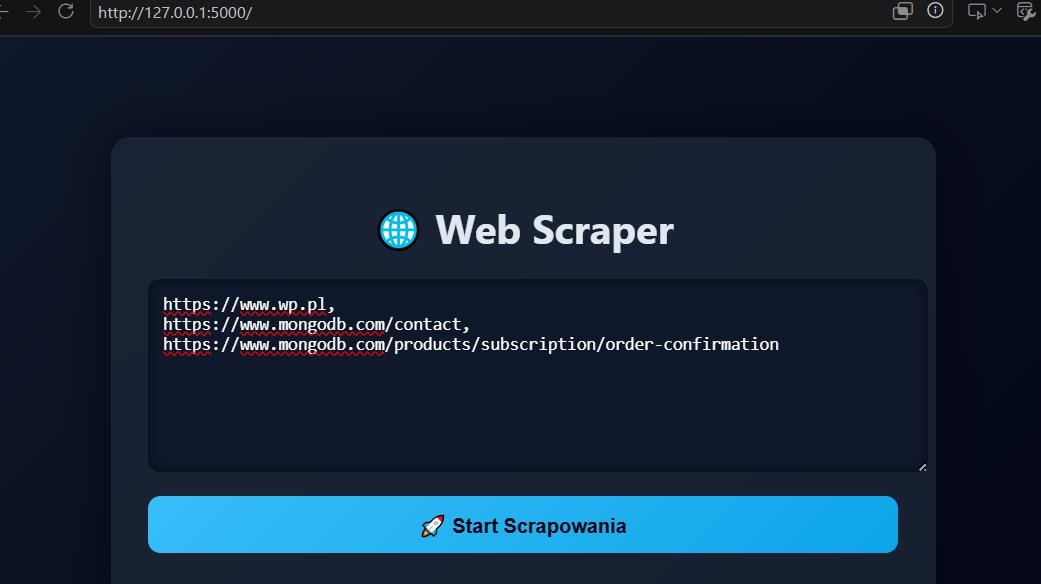 http://127.0.0.1:5000/
Web Scraper
https://www.wp.pl,
https://www.mongodb.com/contact,
https://www.mongodb.com/products/subscription/order-confirmation
Start Scrapowania